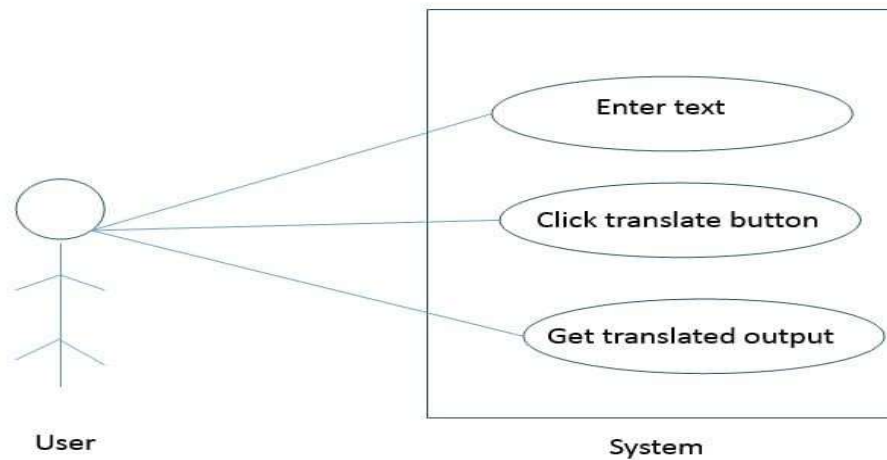 Enter text
Click translate button
Get translated output
User
System